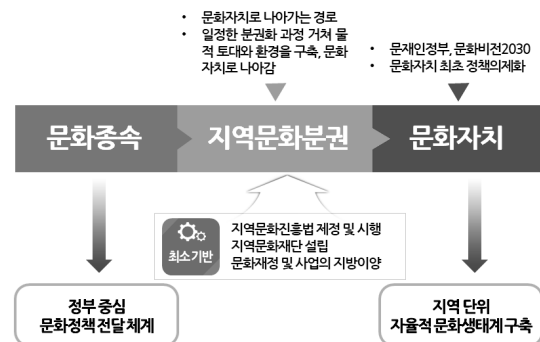 • 문화자치로 나아가는 경로
• 일정한 분권화 과정 거쳐 물
적 토대와 환경을 구축, 문화
자치로 나아감
• 문재인정부, 문화비전2030
• 문화자치 최초 정책의제화
문화종속
지역문화분권
문화자치
최소기반
지역문화진흥법 제정 및 시행
지역문화재단 설립
문화재정 및 사업의 지방이양
정부 중심
문화정책 전달 체계
지역 단위
자율적 문화생태계 구축